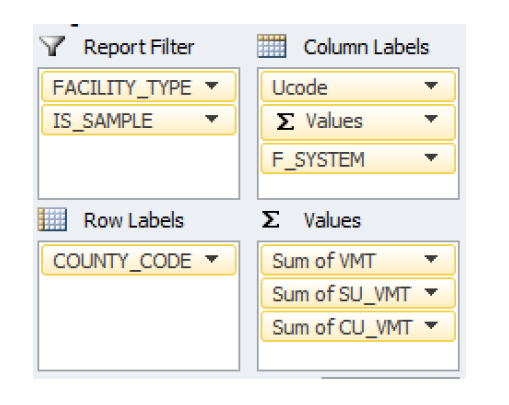 Report Filter
FACILITY_TYPE
IS_SAMPLE
Column Labels
Ucode
Σ Values
F_SYSTEM
Row Labels
COUNTY_CODE
Σ Values
Sum of VMT
Sum of SU_VMT
Sum of CU_VMT